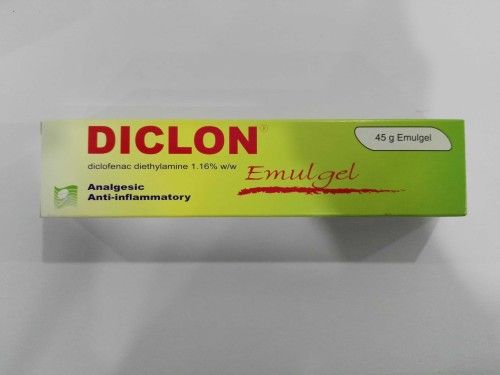 DICLON®
45 g Emulgel
diclofenac diethylamine 1.16% w/w
Emulgel
Analgesic
Anti-inflammatory